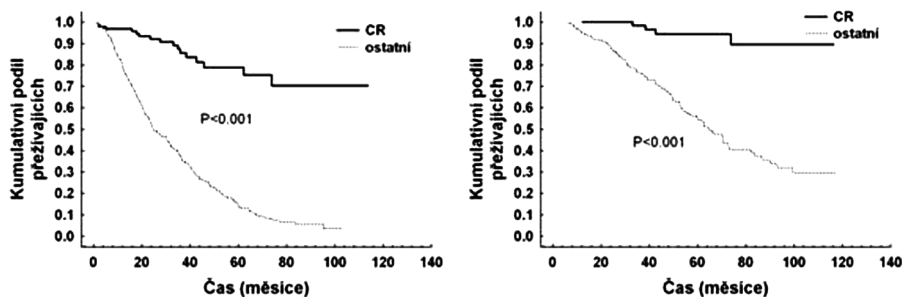 CR
ostatní
1.0
0.9
0.8
0.7
0.6
0.5
0.4
0.3
0.2
0.1
0.0
Kumulativní podíl
přežívajících
P<0.001
0 20 40 60 80 100 120 140
Čas (měsíce)
CR
ostatní
1.0
0.9
0.8
0.7
0.6
0.5
0.4
0.3
0.2
0.1
0.0
Kumulativní podíl
přežívajících
P<0.001
0 20 40 60 80 100 120 140
Čas (měsíce)